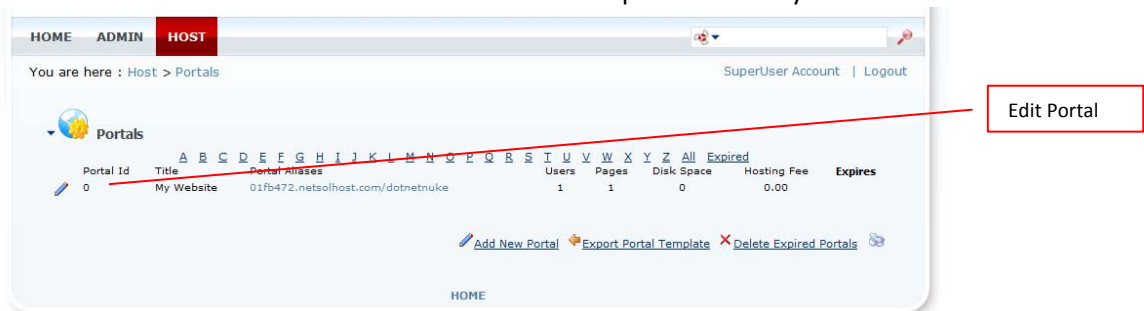 HOME ADMIN HOST
You are here : Host > Portals
SuperUser Account | Logout
Edit Portal
Portals
A B C D E F G H I J K L M N O P Q R S T U V W X Y Z All Expired
Portal Id Title Portal Aliases Users Pages Disk Space Hosting Fee Expires
0 My Website 01fb472.netsolhost.com/dotnetnuke 1 1 0 0.00
Add New Portal Export Portal Template Delete Expired Portals
HOME